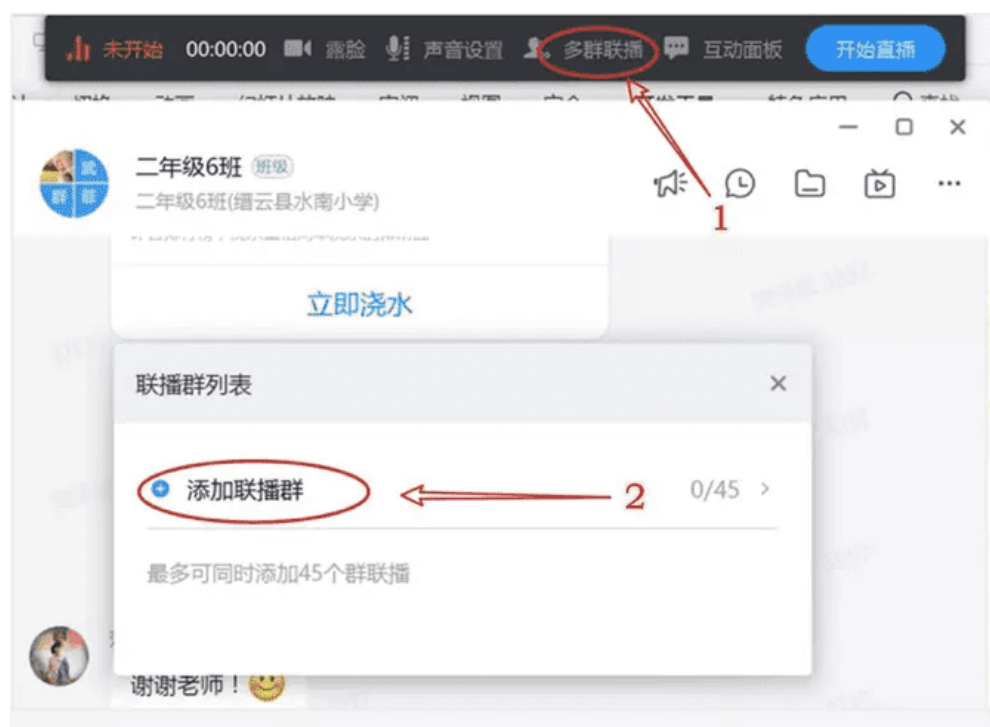 未开始 00:00:00 露脸 声音设置 多群联播 互动面板 开始直播
二年级6班 班级
二年级6班(缙云县水南小学)
1
立即浇水
联播群列表
添加联播群 2 0/45
最多可同时添加45个群联播
谢谢老师！